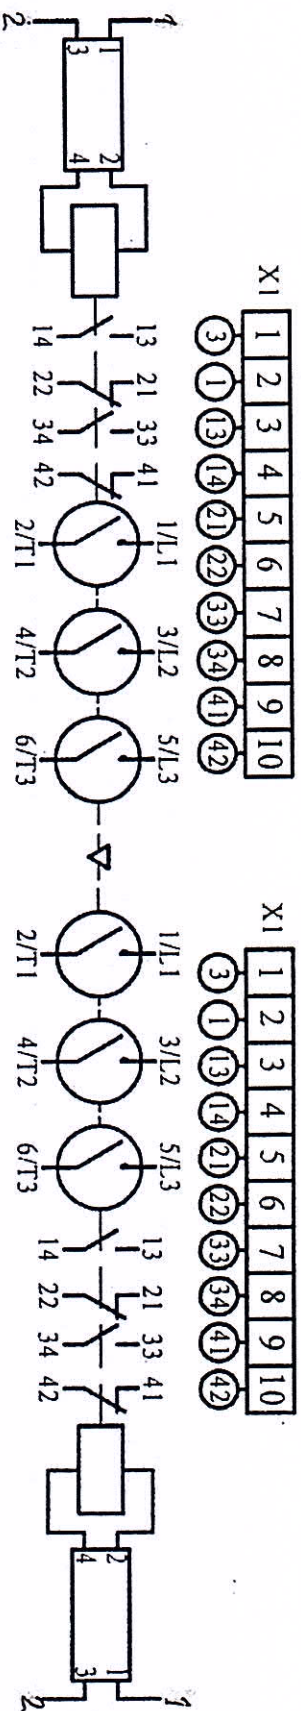 X1 1 2 3 4 5 6 7 8 9 10 X1 1 2 3 4 5 6 7 8 9 10
3 1 13 14 21 22 33 34 41 42 3 1 13 14 21 22 33 34 41 42
1 13 21 33 41 1/L1 3/L2 5/L3 1/L1 3/L2 5/L3 13 21 33 41 1
1 2 2 1
3 4 4 3
2 14 22 34 42 2/T1 4/T2 6/T3 2/T1 4/T2 6/T3 14 22 34 42 2